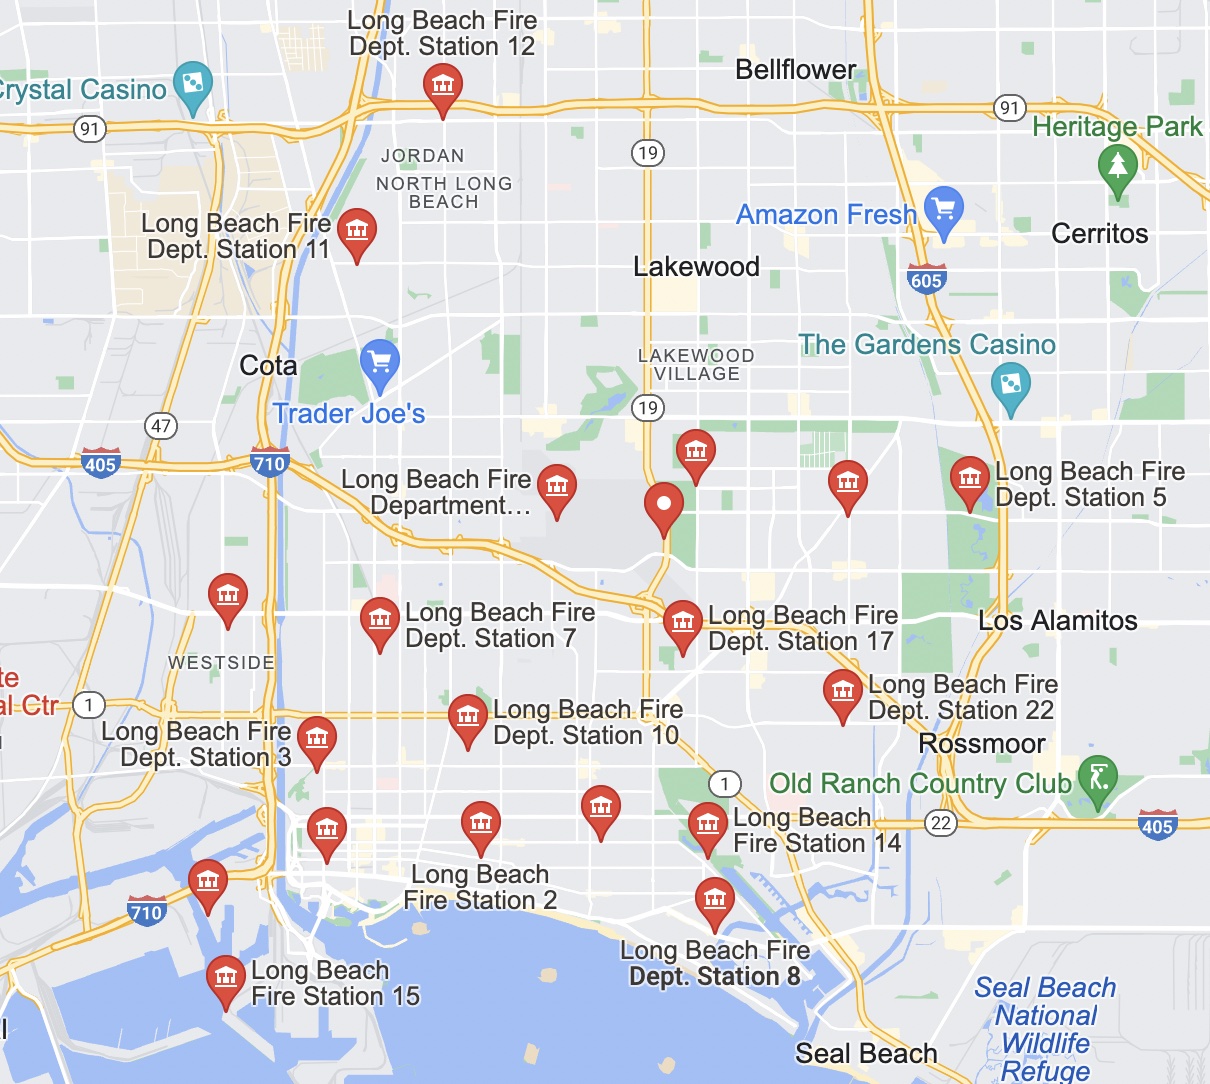 Long Beach Fire
Dept. Station 12
Bellflower
Crystal Casino
91
91
Heritage Park
19
JORDAN
NORTH LONG
BEACH
Amazon Fresh
Long Beach Fire
Dept. Station 11
Cerritos
Lakewood
605
The Gardens Casino
LAKEWOOD
VILLAGE
Cota
Trader Joe's
19
47
405
710
Long Beach Fire
Department...
Long Beach Fire
Dept. Station 5
Long Beach Fire
Dept. Station 7
Long Beach Fire
Dept. Station 17
Los Alamitos
WESTSIDE
te
al Ctr
1
Long Beach Fire
Dept. Station 22
Long Beach Fire
Dept. Station 10
Long Beach Fire
Dept. Station 3
Rossmoor
1
Old Ranch Country Club
Long Beach
Fire Station 14
22
405
Long Beach
Fire Station 2
710
Long Beach Fire
Dept. Station 8
Long Beach
Fire Station 15
Seal Beach
National
Wildlife
Refuge
Seal Beach